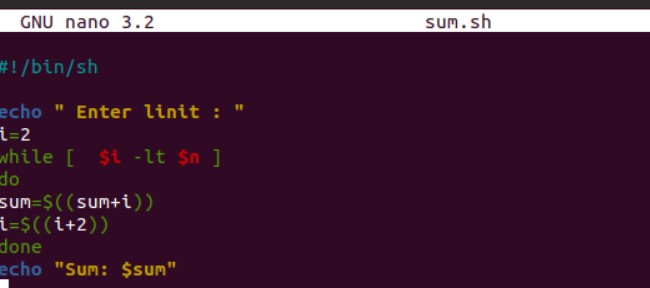 GNU nano 3.2 sum.sh
#!/bin/sh
echo " Enter linit : "
i=2
while [  $i -lt $n ]
do
sum=$((sum+i))
i=$((i+2))
done
echo "Sum: $sum"